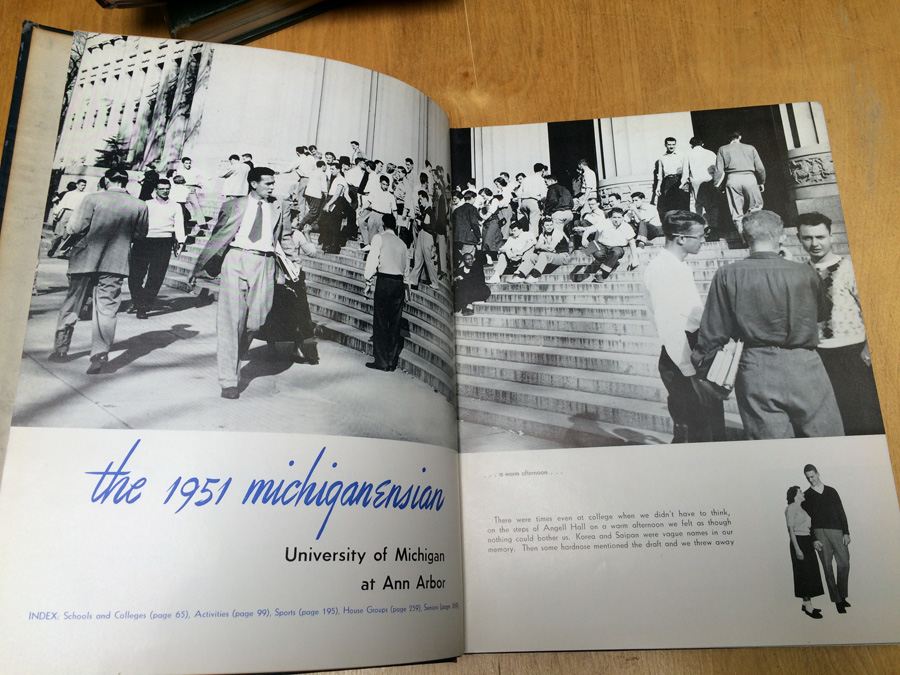 the 1951 michiganensian
University of Michigan
at Ann Arbor
INDEX: Schools and Colleges (page 65), Activities (page 99), Sports (page 195), House Groups (page 259), Seniors (page
. . . a warm afternoon . . . .
There were times even at college when we didn't have to think,
on the steps of Angell Hall on a warm afternoon we felt as though
nothing could bother us. Korea and Saipan were vague names in our
memory. Then some hardnose mentioned the draft and we threw away